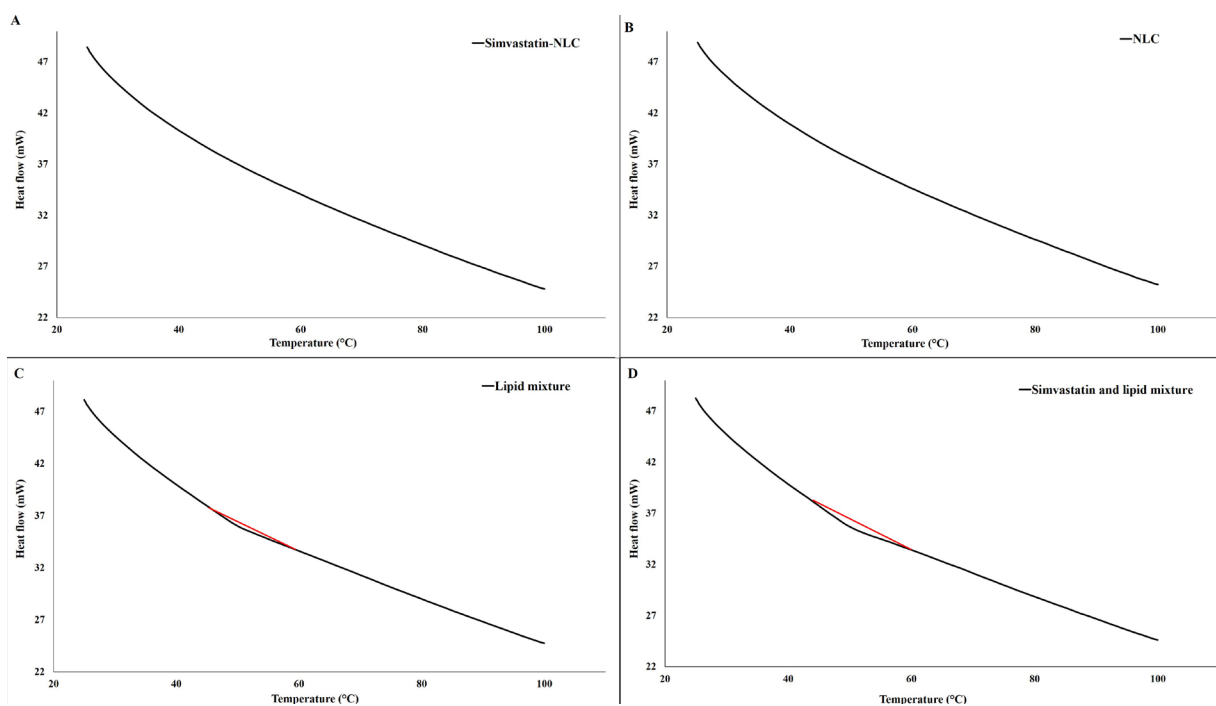 A
Simvastatin-NLC
Heat flow (mW)
47
42
37
32
27
22
20
40
60
80
100
Temperature (°C)
B
NLC
Heat flow (mW)
47
42
37
32
27
22
20
40
60
80
100
Temperature (°C)
C
Lipid mixture
Heat flow (mW)
47
42
37
32
27
22
20
40
60
80
100
Temperature (°C)
D
Simvastatin and lipid mixture
Heat flow (mW)
47
42
37
32
27
22
20
40
60
80
100
Temperature (°C)